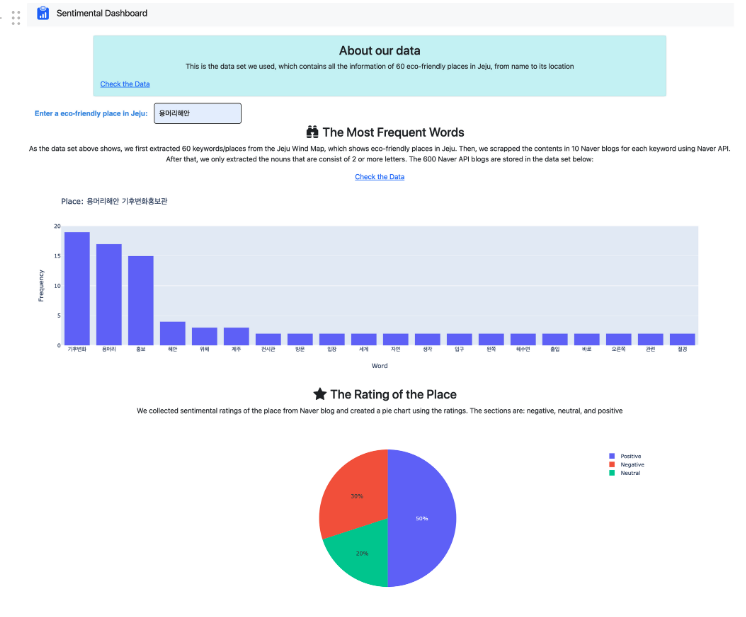 Sentimental Dashboard
About our data
This is the data set we used, which contains all the information of 60 eco-friendly places in Jeju, from name to its location
Check the Data
Enter a eco-friendly place in Jeju: 용머리해안
The Most Frequent Words
As the data set above shows, we first extracted 60 keywords/places from the Jeju Wind Map, which shows eco-friendly places in Jeju. Then, we scrapped the contents in 10 Naver blogs for each keyword using Naver API.
After that, we only extracted the nouns that are consist of 2 or more letters. The 600 Naver API blogs are stored in the data set below:
Check the Data
Place: 용머리해안 기후변화홍보관
20
15
10
5
0
Frequency
기후변화 용머리 홍보 해안 위해 제주 전시관 방문 입장 세계 자연 생각 입구 왼쪽 해수면 출입 바로 오른쪽 관련
Word
The Rating of the Place
We collected sentimental ratings of the place from Naver blog and created a pie chart using the ratings. The sections are: negative, neutral, and positive
Positive
Negative
Neutral
30%
50%
20%